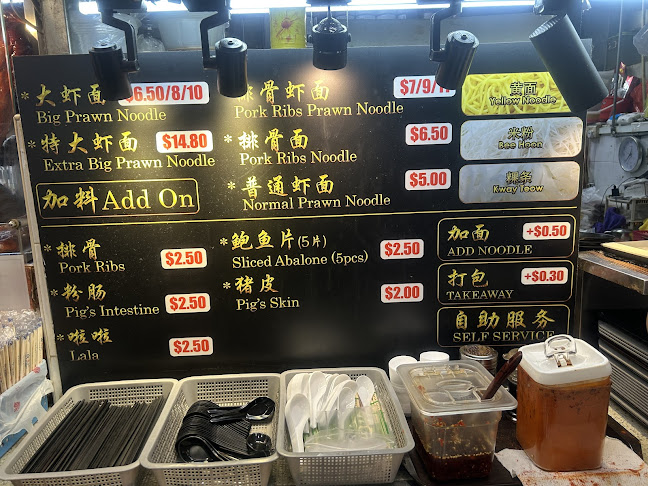 * 大虾面 $6.50/8/10
Big Prawn Noodle
* 特大虾面 $14.80
Extra Big Prawn Noodle
加料 Add On
排骨虾面
Pork Ribs Prawn Noodle
* 排骨面 $6.50
Pork Ribs Noodle
* 普通虾面 $5.00
Normal Prawn Noodle
黄面
Yellow Noodle
米粉
Bee Hoon
粿条
Kway Teow
* 排骨 $2.50
Pork Ribs
* 粉肠 $2.50
Pig's Intestine
* 啦啦 $2.50
Lala
* 鲍鱼片 (5片) $2.50
Sliced Abalone (5pcs)
* 猪皮 $2.00
Pig's Skin
加面 +$0.50
ADD NOODLE
打包 +$0.30
TAKEAWAY
自助服务
SELF SERVICE